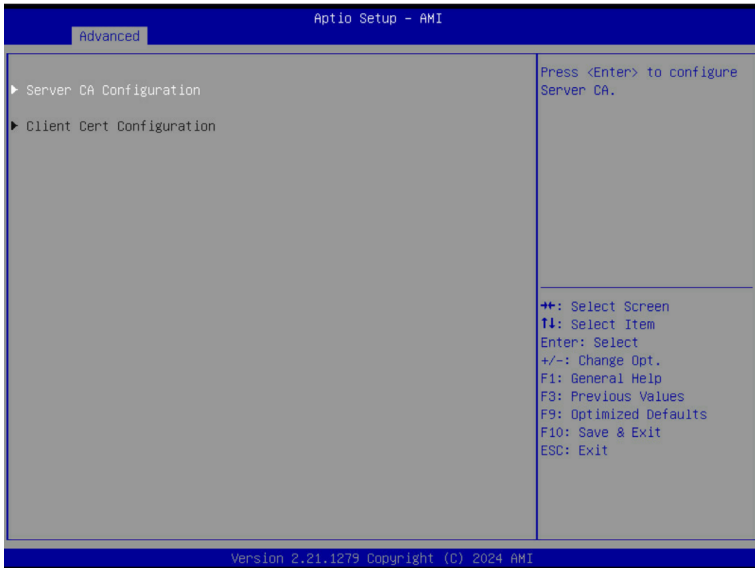 Aptio Setup – AMI
Advanced
Server CA Configuration
Client Cert Configuration
Press <Enter> to configure
Server CA.
→←: Select Screen
↑↓: Select Item
Enter: Select
+/-: Change Opt.
F1: General Help
F3: Previous Values
F9: Optimized Defaults
F10: Save & Exit
ESC: Exit
Version 2.21.1279 Copyright (C) 2024 AMI